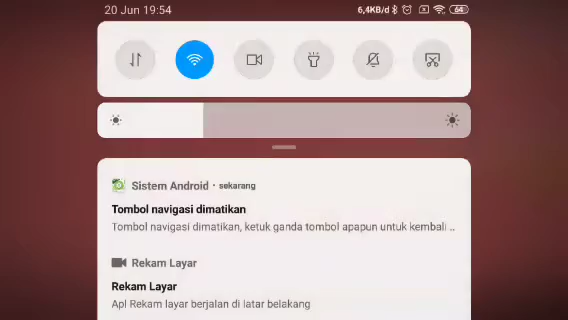 20 Jun 19:54
6,4KB/d
64
Sistem Android · sekarang
Tombol navigasi dimatikan
Tombol navigasi dimatikan, ketuk ganda tombol apapun untuk kembali ..
Rekam Layar
Rekam Layar
Apl Rekam layar berjalan di latar belakang